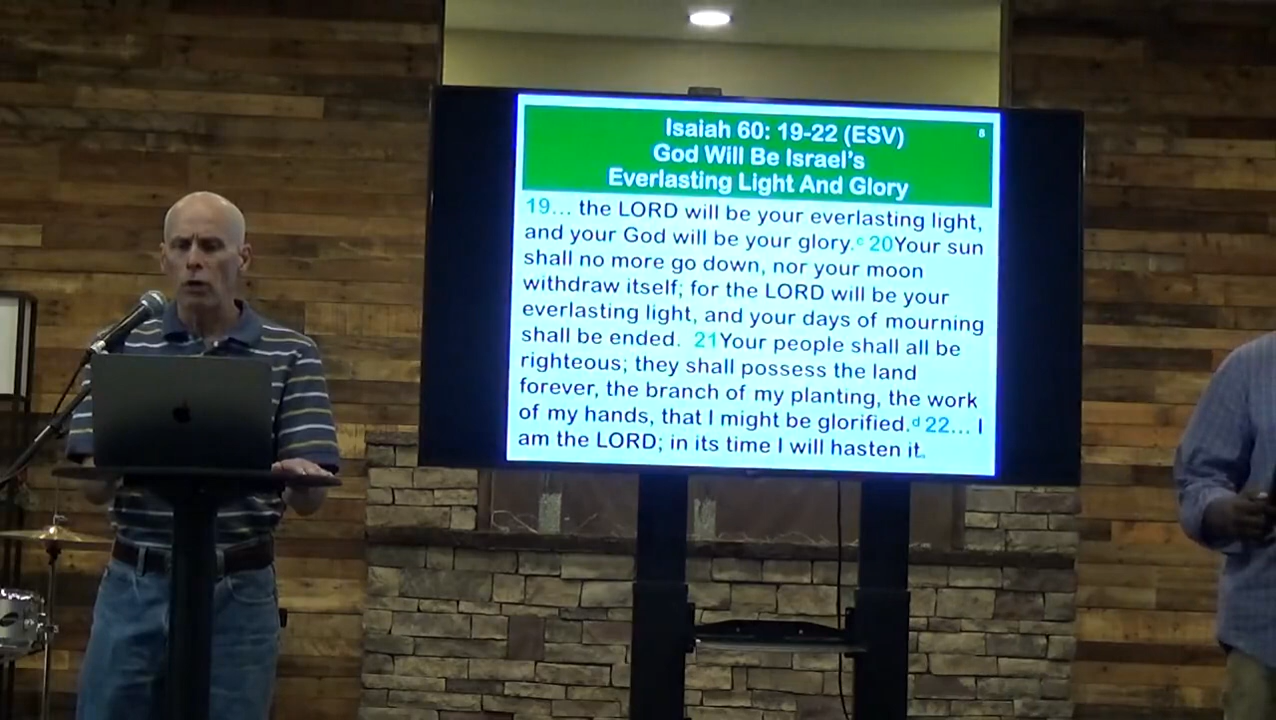 Isaiah 60: 19-22 (ESV)
8
God Will Be Israel's
Everlasting Light And Glory
19... the LORD will be your everlasting light,
and your God will be your glory.c 20Your sun
shall no more go down, nor your moon
withdraw itself; for the LORD will be your
everlasting light, and your days of mourning
shall be ended. 21Your people shall all be
righteous; they shall possess the land
forever, the branch of my planting, the work
of my hands, that I might be glorified.d 22... I
am the LORD; in its time I will hasten it.